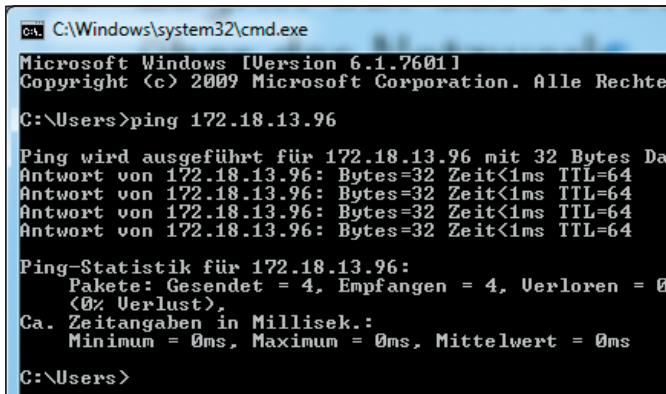 C:\Windows\system32\cmd.exe
Microsoft Windows [Version 6.1.7601]
Copyright (c) 2009 Microsoft Corporation. Alle Rechte
C:\Users>ping 172.18.13.96
Ping wird ausgeführt für 172.18.13.96 mit 32 Bytes Da
Antwort von 172.18.13.96: Bytes=32 Zeit<1ms TTL=64
Antwort von 172.18.13.96: Bytes=32 Zeit<1ms TTL=64
Antwort von 172.18.13.96: Bytes=32 Zeit<1ms TTL=64
Antwort von 172.18.13.96: Bytes=32 Zeit<1ms TTL=64
Ping-Statistik für 172.18.13.96:
Pakete: Gesendet = 4, Empfangen = 4, Verloren = 0
(0% Verlust),
Ca. Zeitangaben in Millisek.:
Minimum = 0ms, Maximum = 0ms, Mittelwert = 0ms
C:\Users>